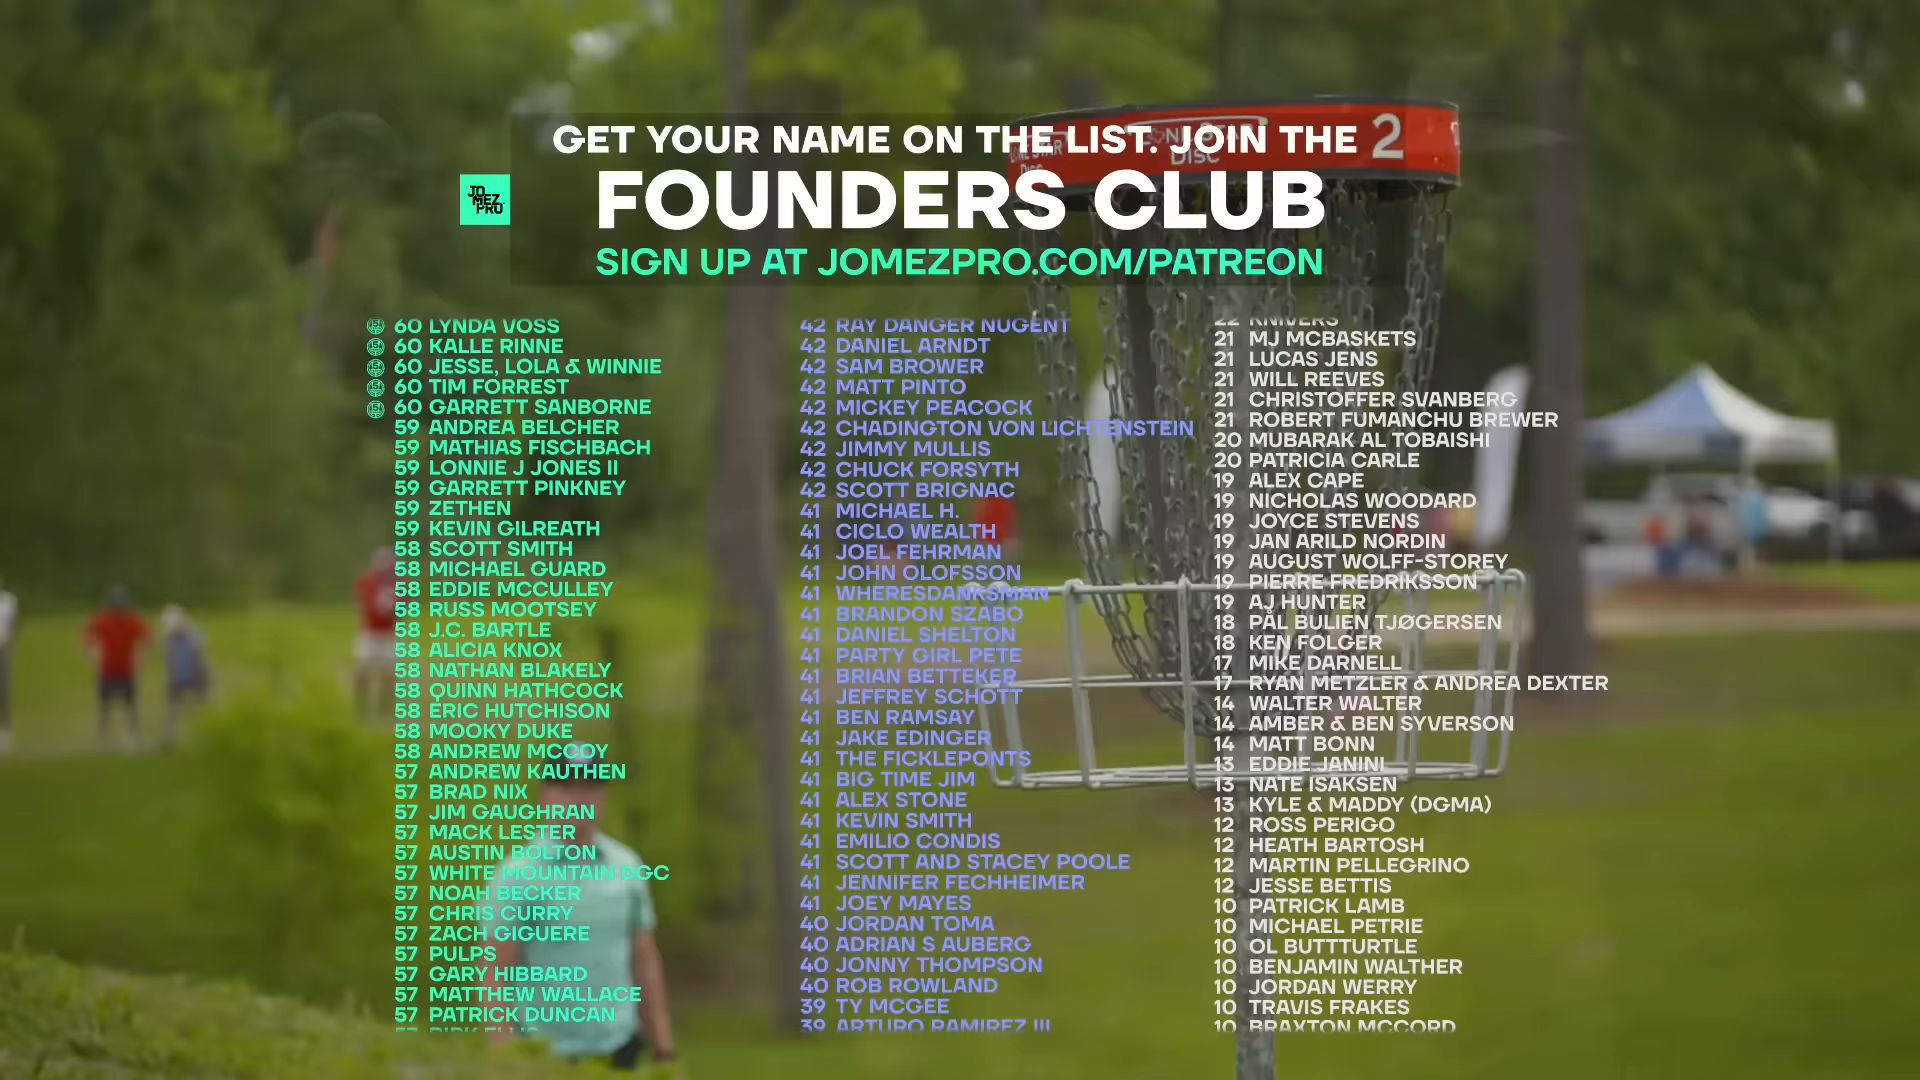 GET YOUR NAME ON THE LIST. JOIN THE
FOUNDERS CLUB
SIGN UP AT JOMEZPRO.COM/PATREON
JOMEZ PRO
2
60 LYNDA VOSS
60 KALLE RINNE
60 JESSE, LOLA & WINNIE
60 TIM FORREST
60 GARRETT SANBORNE
59 ANDREA BELCHER
59 MATHIAS FISCHBACH
59 LONNIE J JONES II
59 GARRETT PINKNEY
59 ZETHEN
59 KEVIN GILREATH
58 SCOTT SMITH
58 MICHAEL GUARD
58 EDDIE MCCULLEY
58 RUSS MOOTSEY
58 J.C. BARTLE
58 ALICIA KNOX
58 NATHAN BLAKELY
58 QUINN HATHCOCK
58 ERIC HUTCHISON
58 MOOKY DUKE
58 ANDREW MCCOY
57 ANDREW KAUTHEN
57 BRAD NIX
57 JIM GAUGHRAN
57 MACK LESTER
57 AUSTIN BOLTON
57 WHITE MOUNTAIN DGC
57 NOAH BECKER
57 CHRIS CURRY
57 ZACH GIGUERE
57 PULPS
57 GARY HIBBARD
57 MATTHEW WALLACE
57 PATRICK DUNCAN
42 RAY DANGER NUGENT
42 DANIEL ARNDT
42 SAM BROWER
42 MATT PINTO
42 MICKEY PEACOCK
42 CHADINGTON VON LICHTENSTEIN
42 JIMMY MULLIS
42 CHUCK FORSYTH
42 SCOTT BRIGNAC
41 MICHAEL H.
41 CICLO WEALTH
41 JOEL FEHRMAN
41 JOHN OLOFSSON
41 WHERESDANKSMAN
41 BRANDON SZABO
41 DANIEL SHELTON
41 PARTY GIRL PETE
41 BRIAN BETTEKER
41 JEFFREY SCHOTT
41 BEN RAMSAY
41 JAKE EDINGER
41 THE FICKLEPONTS
41 BIG TIME JIM
41 ALEX STONE
41 KEVIN SMITH
41 EMILIO CONDIS
41 SCOTT AND STACEY POOLE
41 JENNIFER FECHHEIMER
41 JOEY MAYES
40 JORDAN TOMA
40 ADRIAN S AUBERG
40 JONNY THOMPSON
40 ROB ROWLAND
39 TY MCGEE
39 ARTURO RAMIREZ III
22 KNIVERS
21 MJ MCBASKETS
21 LUCAS JENS
21 WILL REEVES
21 CHRISTOFFER SVANBERG
21 ROBERT FUMANCHU BREWER
20 MUBARAK AL TOBAISHI
20 PATRICIA CARLE
19 ALEX CAPE
19 NICHOLAS WOODARD
19 JOYCE STEVENS
19 JAN ARILD NORDIN
19 AUGUST WOLFF-STOREY
19 PIERRE FREDRIKSSON
19 AJ HUNTER
18 PÅL BULIEN TJØGERSEN
18 KEN FOLGER
17 MIKE DARNELL
17 RYAN METZLER & ANDREA DEXTER
14 WALTER WALTER
14 AMBER & BEN SYVERSON
14 MATT BONN
13 EDDIE JANINI
13 NATE ISAKSEN
13 KYLE & MADDY (DGMA)
12 ROSS PERIGO
12 HEATH BARTOSH
12 MARTIN PELLEGRINO
12 JESSE BETTIS
10 PATRICK LAMB
10 MICHAEL PETRIE
10 OL BUTTTURTLE
10 BENJAMIN WALTHER
10 JORDAN WERRY
10 TRAVIS FRAKES
10 BRAXTON MCCORD